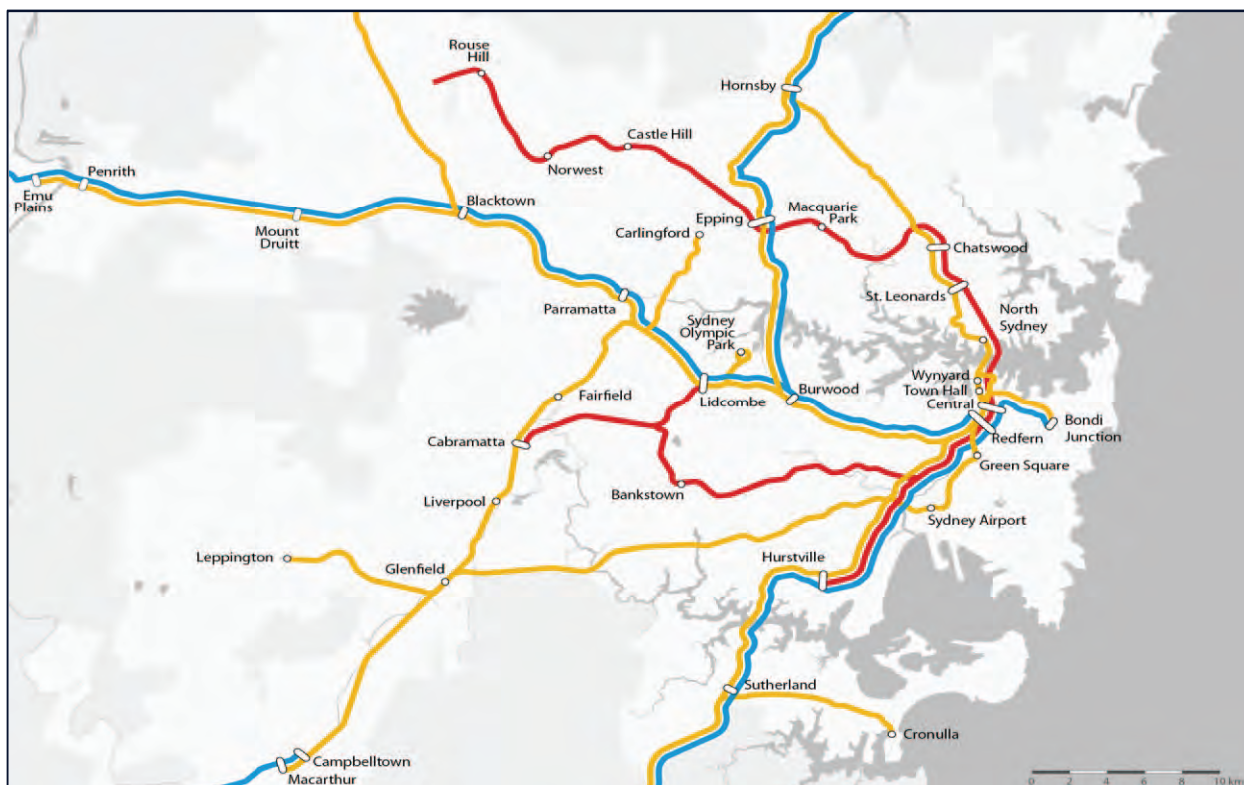 Rouse
Hill
Hornsby
Castle Hill
Norwest
Penrith
Emu
Plains
Mount
Druitt
Blacktown
Epping
Macquarie
Park
Carlingford
Chatswood
Parramatta
St. Leonards
Sydney
Olympic
Park
North
Sydney
Wynyard
Town Hall
Central
Fairfield
Lidcombe
Burwood
Bondi
Junction
Redfern
Cabramatta
Green Square
Bankstown
Liverpool
Sydney Airport
Leppington
Glenfield
Hurstville
Sutherland
Cronulla
Campbelltown
Macarthur
0 2 4 6 8 10 km